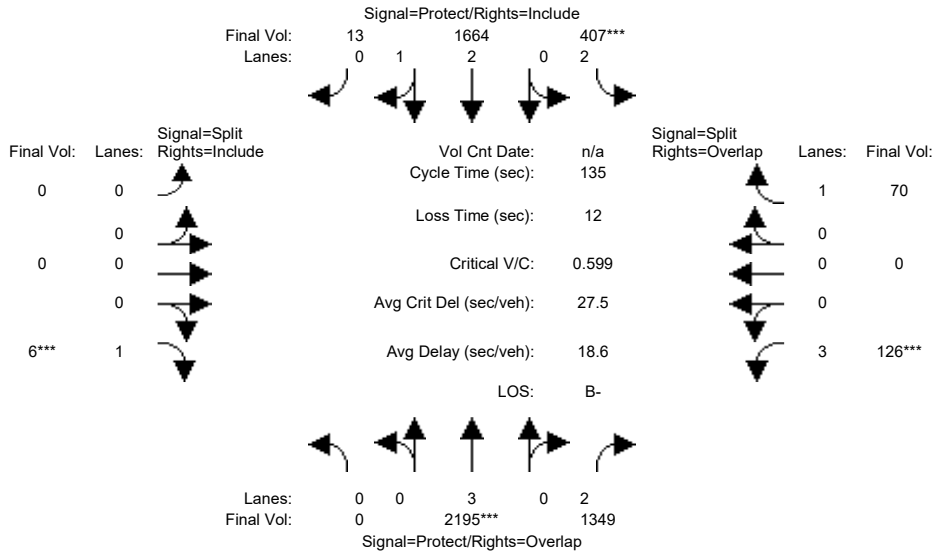 Signal=Protect/Rights=Include
Final Vol: 13 1664 407***
Lanes: 0 1 2 0 2
Signal=Split
Final Vol: Lanes: Rights=Include
Vol Cnt Date: n/a
Signal=Split
Rights=Overlap Lanes: Final Vol:
Cycle Time (sec): 135
0 0
1 70
Loss Time (sec): 12
0
0
0 0
Critical V/C: 0.599
0 0
0
Avg Crit Del (sec/veh): 27.5
0
6*** 1
Avg Delay (sec/veh): 18.6
3 126***
LOS: B-
Lanes: 0 0 3 0 2
Final Vol: 0 2195*** 1349
Signal=Protect/Rights=Overlap